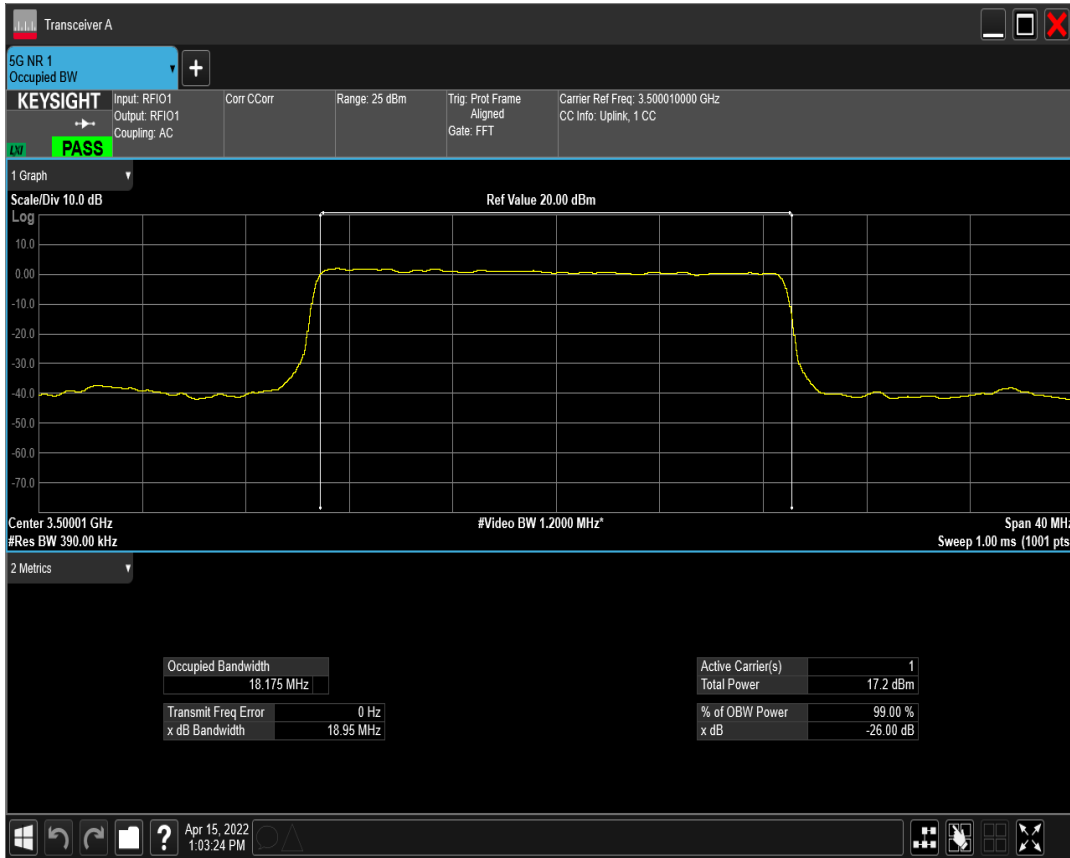 Transceiver A
5G NR 1
Occupied BW
+
KEYSIGHT
LXI
PASS
Input: RFIO1
Output: RFIO1
Coupling: AC
Corr CCorr
Range: 25 dBm
Trig: Prot Frame
Aligned
Gate: FFT
Carrier Ref Freq: 3.500010000 GHz
CC Info: Uplink, 1 CC
1 Graph
Scale/Div 10.0 dB
Ref Value 20.00 dBm
Log
10.0
0.00
-10.0
-20.0
-30.0
-40.0
-50.0
-60.0
-70.0
Center 3.50001 GHz
#Video BW 1.2000 MHz*
Span 40 MHz
#Res BW 390.00 kHz
Sweep 1.00 ms (1001 pts
2 Metrics
Occupied Bandwidth
18.175 MHz
Transmit Freq Error 0 Hz
x dB Bandwidth 18.95 MHz
Active Carrier(s) 1
Total Power 17.2 dBm
% of OBW Power 99.00 %
x dB -26.00 dB
?
Apr 15, 2022
1:03:24 PM